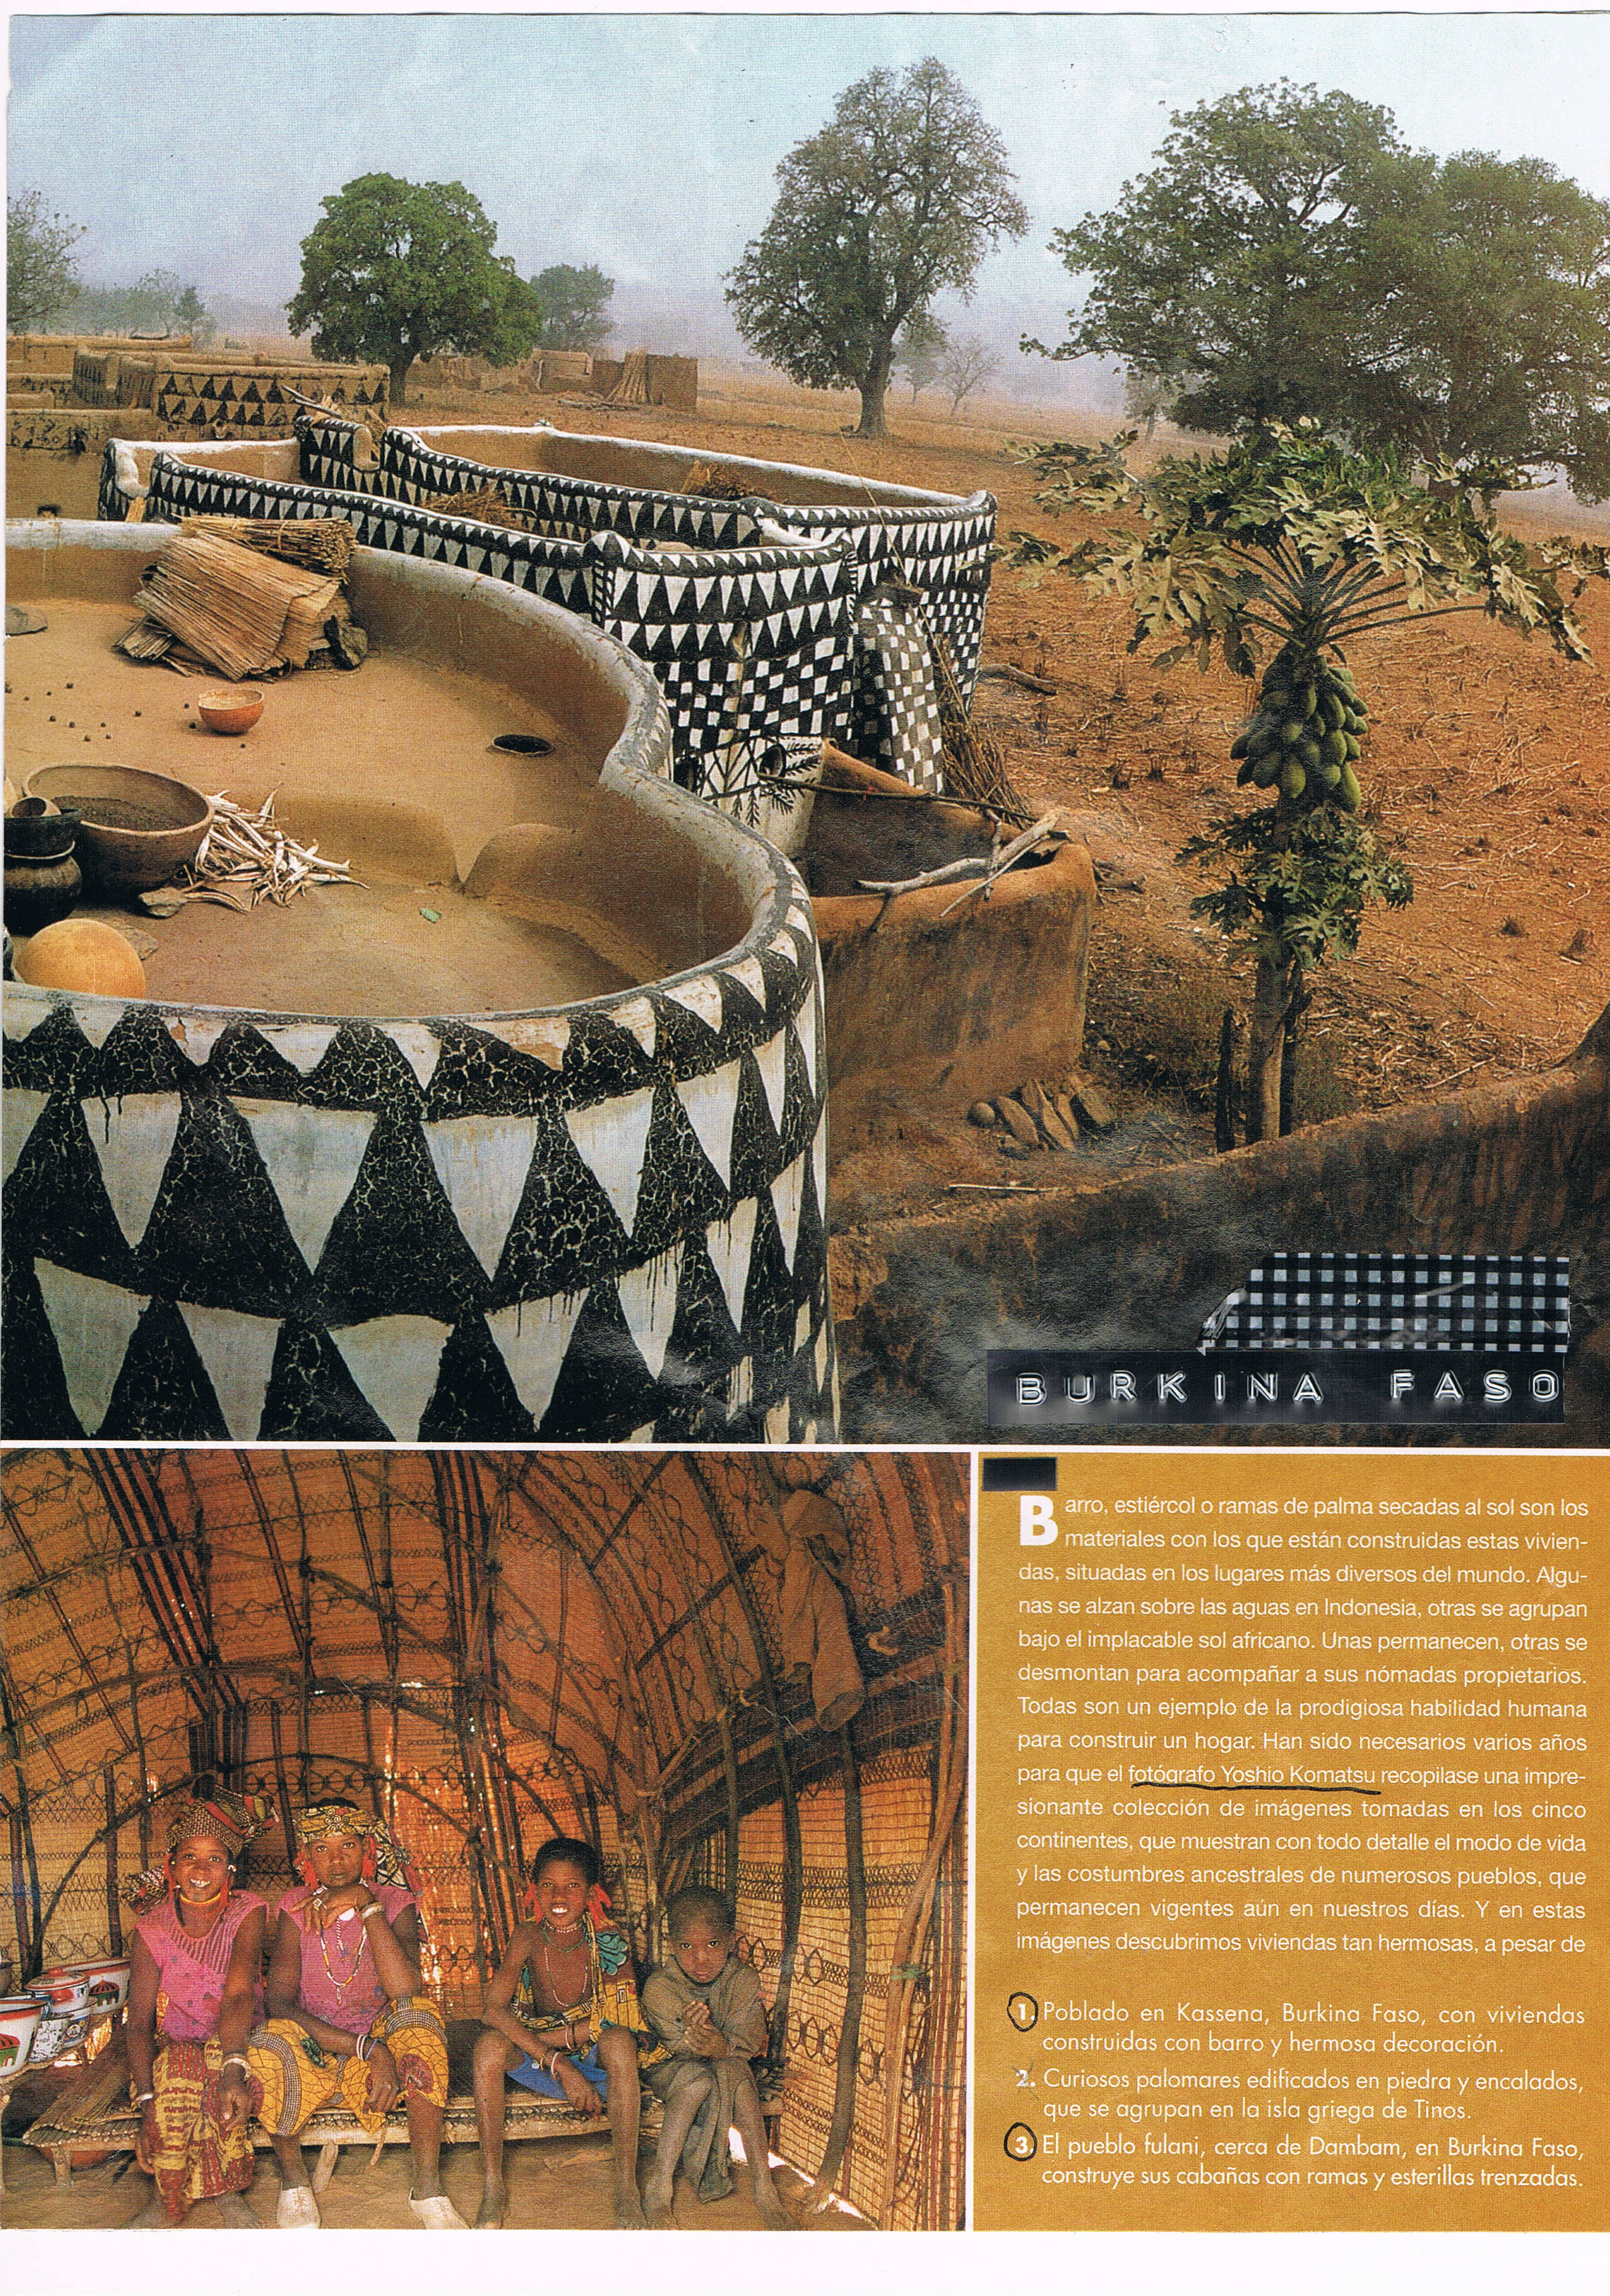 BURKINA FASO
Barro, estiércol o ramas de palma secadas al sol son los
materiales con los que están construidas estas vivien-
das, situadas en los lugares más diversos del mundo. Algu-
nas se alzan sobre las aguas en Indonesia, otras se agrupan
bajo el implacable sol africano. Unas permanecen, otras se
desmontan para acompañar a sus nómadas propietarios.
Todas son un ejemplo de la prodigiosa habilidad humana
para construir un hogar. Han sido necesarios varios años
para que el fotógrafo Yoshio Komatsu recopilase una impre-
sionante colección de imágenes tomadas en los cinco
continentes, que muestran con todo detalle el modo de vida
y las costumbres ancestrales de numerosos pueblos, que
permanecen vigentes aún en nuestros días. Y en estas
imágenes descubrimos viviendas tan hermosas, a pesar de
1. Poblado en Kassena, Burkina Faso, con viviendas
construidas con barro y hermosa decoración.
2. Curiosos palomares edificados en piedra y encalados,
que se agrupan en la isla griega de Tinos.
3. El pueblo fulani, cerca de Dambam, en Burkina Faso,
construye sus cabañas con ramas y esterillas trenzadas.